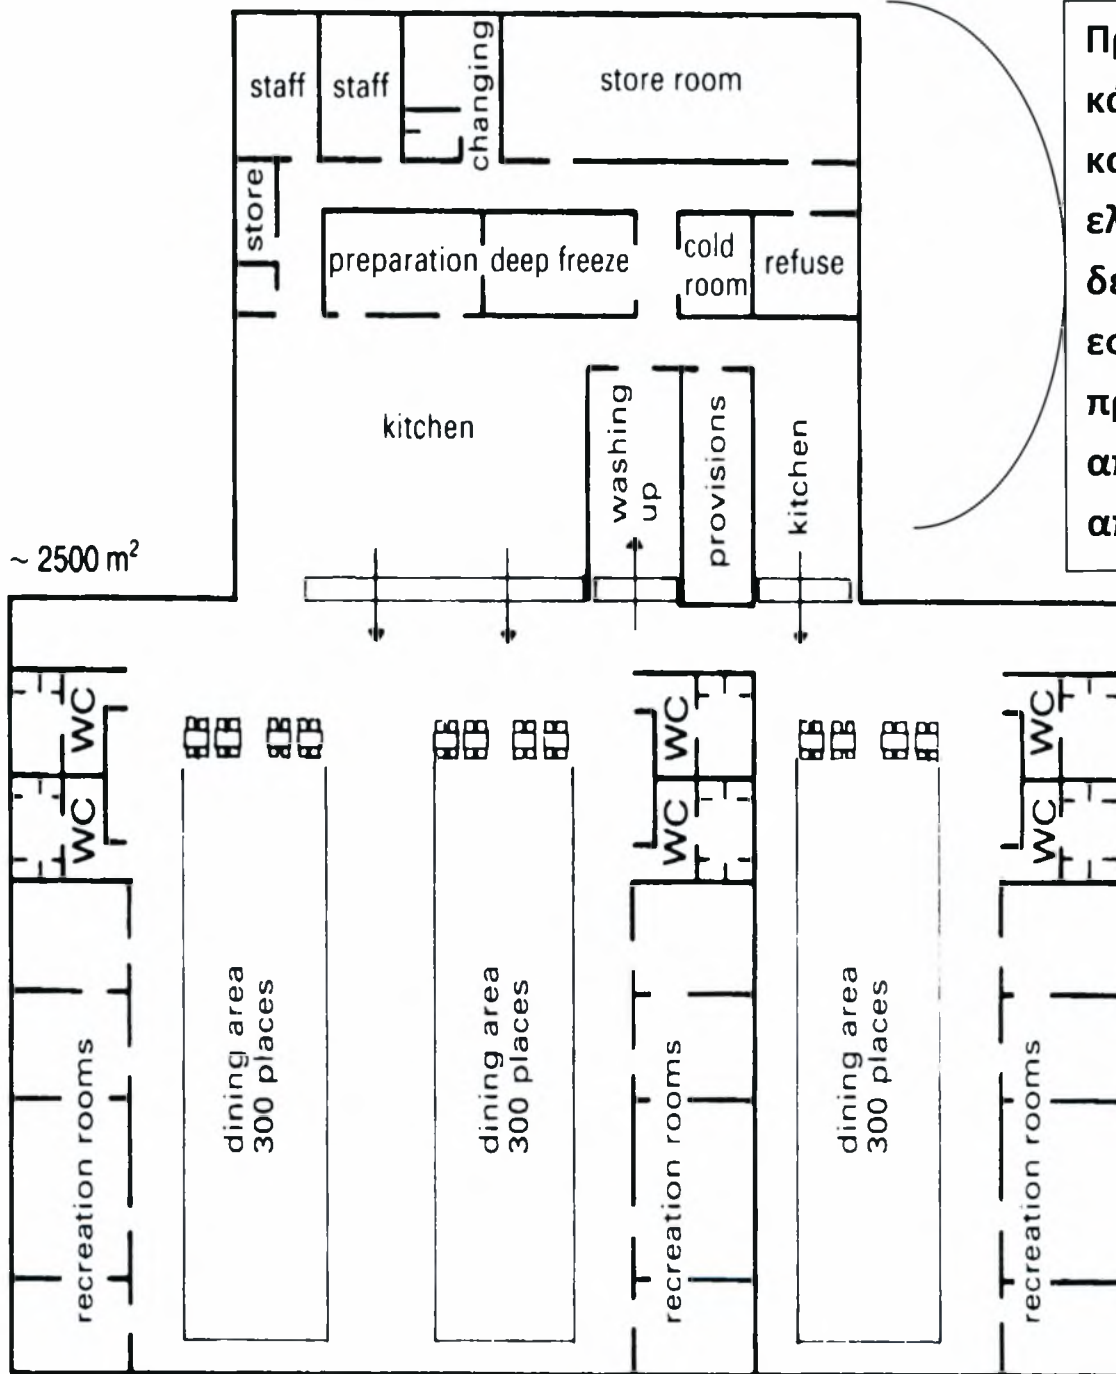 staff
staff
changing
store room
store
preparation
deep freeze
cold
room
refuse
kitchen
washing
up
provisions
kitchen
~ 2500 m²
WC
WC
WC
WC
WC
WC
dining area
300 places
dining area
300 places
dining area
300 places
recreation rooms
recreation rooms
recreation rooms